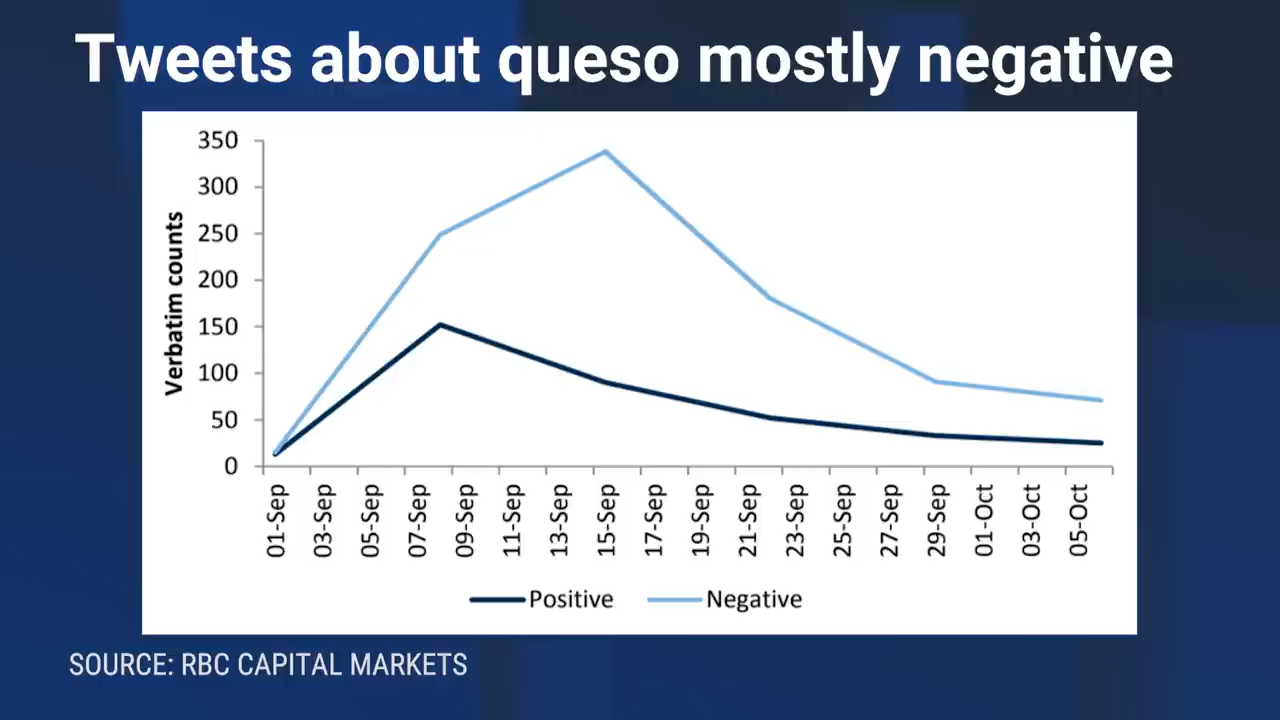 Tweets about queso mostly negative
350
300
250
200
150
100
50
0
Verbatim counts
01-Sep
03-Sep
05-Sep
07-Sep
09-Sep
11-Sep
13-Sep
15-Sep
17-Sep
19-Sep
21-Sep
23-Sep
25-Sep
27-Sep
29-Sep
01-Oct
03-Oct
05-Oct
Positive
Negative
SOURCE: RBC CAPITAL MARKETS